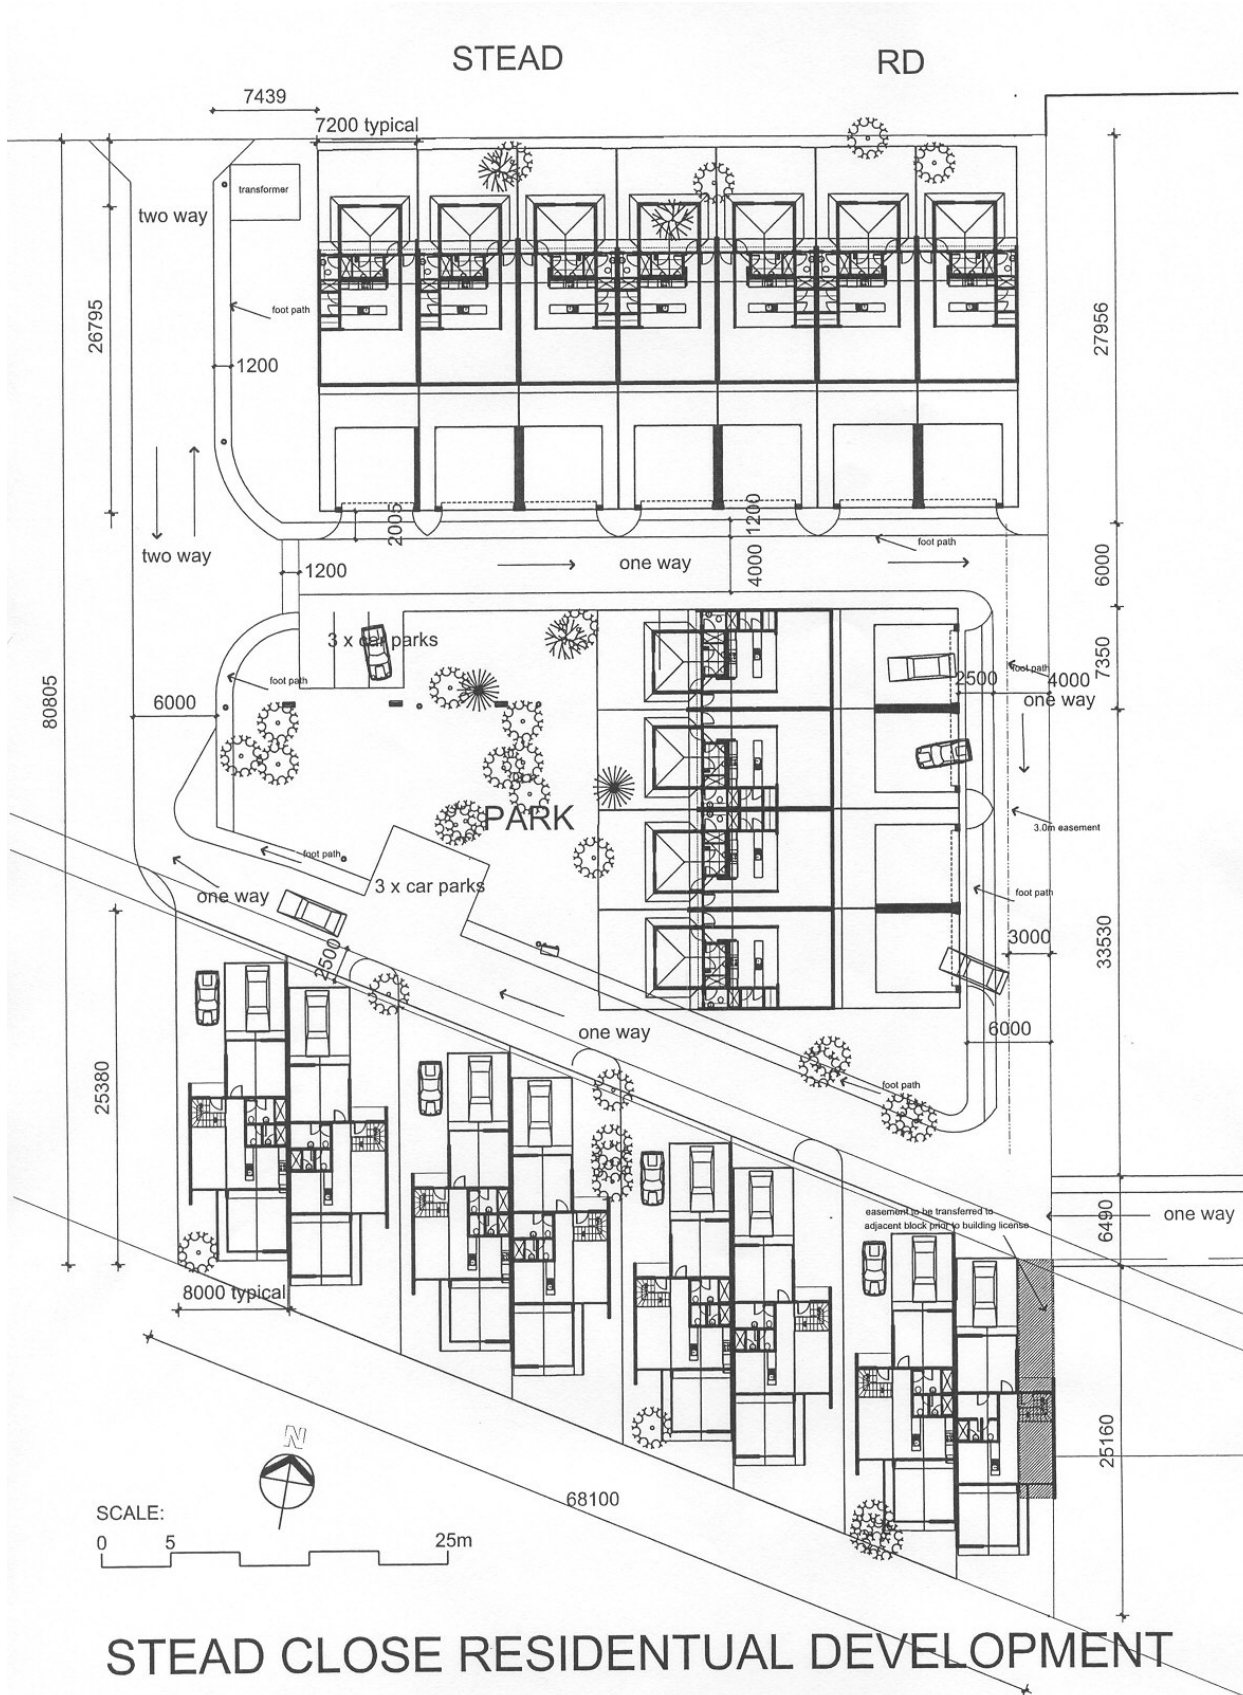 STEAD RD
7439
7200 typical
transformer
two way
foot path
26795
27956
1200
80805
2005
1200
4000
two way
1200
one way
foot path
6000
3 x car parks
foot path
foot path
2500
4000
7350
one way
6000
PARK
3.0m easement
foot path
3 x car parks
one way
foot path
3000
33530
2500
one way
6000
foot path
25380
easement to be transferred to
adjacent block prior to building license
6490
one way
8000 typical
N
68100
25160
SCALE:
0 5 25m
STEAD CLOSE RESIDENTUAL DEVELOPMENT